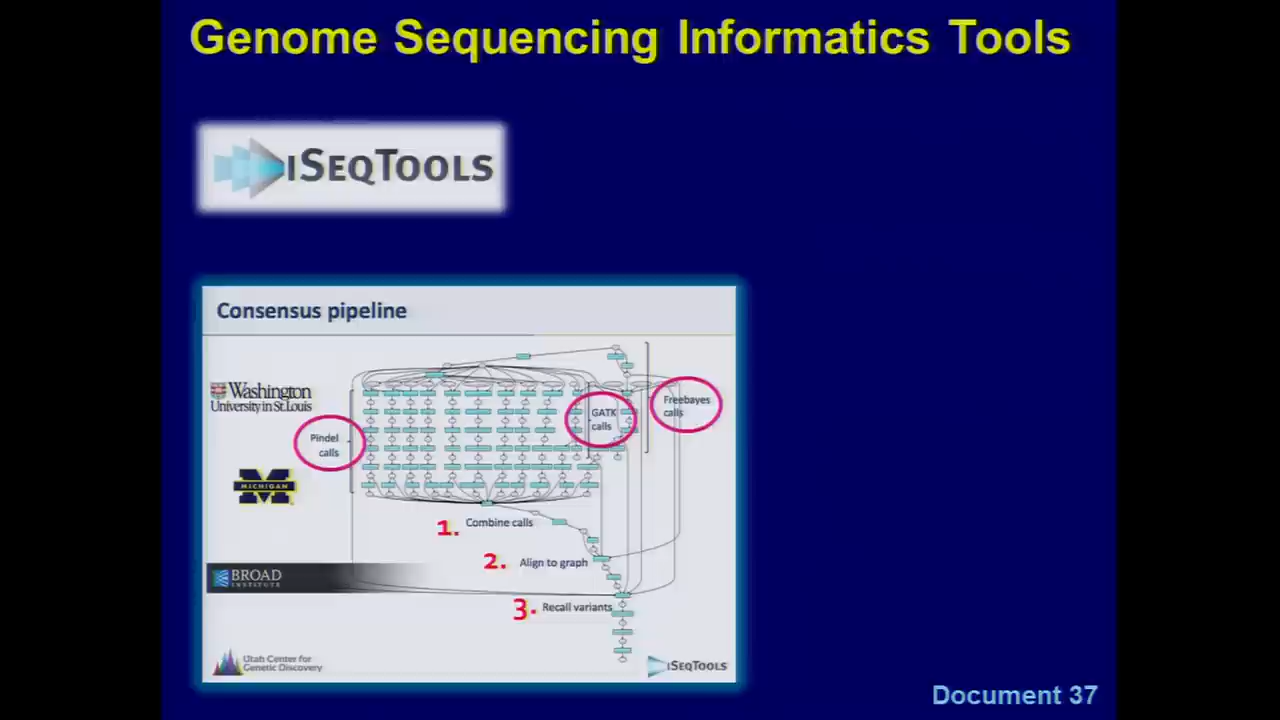 Genome Sequencing Informatics Tools
iSEQTOOLS
Consensus pipeline
Washington
University in St. Louis
Pindel
calls
GATK
calls
Freebayes
calls
MICHIGAN
1. Combine calls
2. Align to graph
BROAD
INSTITUTE
3. Recall variants
Utah Center for
Genetic Discovery
iSEQTOOLS
Document 37